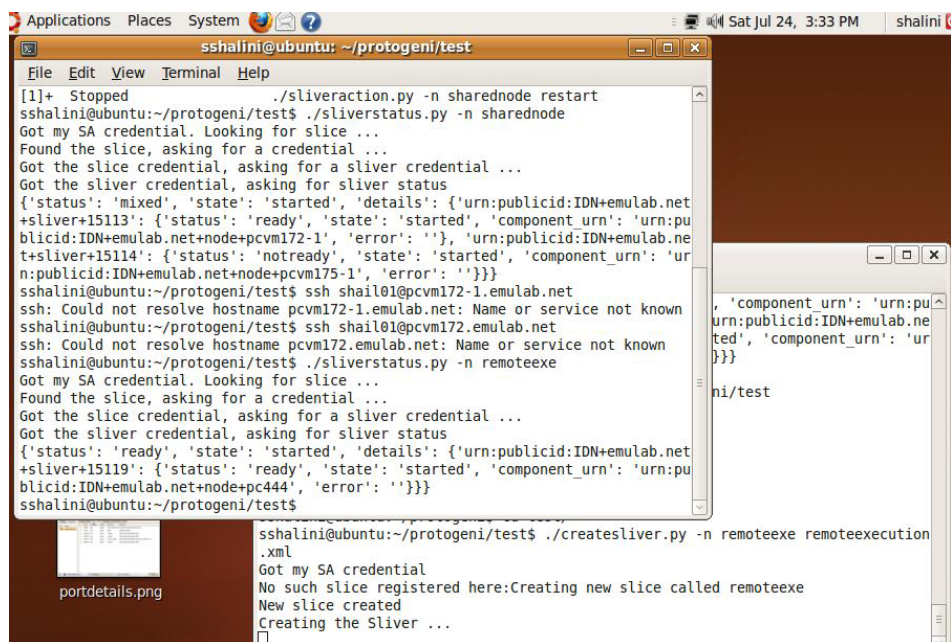 Applications Places System
Sat Jul 24, 3:33 PM
shalini
sshalini@ubuntu: ~/protogeni/test
File Edit View Terminal Help
[1]+ Stopped ./sliveraction.py -n sharednode restart
sshalini@ubuntu:~/protogeni/test$ ./sliverstatus.py -n sharednode
Got my SA credential. Looking for slice ...
Found the slice, asking for a credential ...
Got the slice credential, asking for a sliver credential ...
Got the sliver credential, asking for sliver status
{'status': 'mixed', 'state': 'started', 'details': {'urn:publicid:IDN+emulab.net
+sliver+15113': {'status': 'ready', 'state': 'started', 'component_urn': 'urn:pu
blicid:IDN+emulab.net+node+pcvm172-1', 'error': ''}, 'urn:publicid:IDN+emulab.ne
t+sliver+15114': {'status': 'notready', 'state': 'started', 'component_urn': 'ur
n:publicid:IDN+emulab.net+node+pcvm175-1', 'error': ''}}}
sshalini@ubuntu:~/protogeni/test$ ssh shail01@pcvm172-1.emulab.net
ssh: Could not resolve hostname pcvm172-1.emulab.net: Name or service not known
sshalini@ubuntu:~/protogeni/test$ ssh shail01@pcvm172.emulab.net
ssh: Could not resolve hostname pcvm172.emulab.net: Name or service not known
sshalini@ubuntu:~/protogeni/test$ ./sliverstatus.py -n remoteexe
Got my SA credential. Looking for slice ...
Found the slice, asking for a credential ...
Got the slice credential, asking for a sliver credential ...
Got the sliver credential, asking for sliver status
{'status': 'ready', 'state': 'started', 'details': {'urn:publicid:IDN+emulab.net
+sliver+15119': {'status': 'ready', 'state': 'started', 'component_urn': 'urn:pu
blicid:IDN+emulab.net+node+pc444', 'error': ''}}}
sshalini@ubuntu:~/protogeni/test$
, 'component_urn': 'urn:pu
urn:publicid:IDN+emulab.ne
ted', 'component_urn': 'ur
}}}
ni/test
sshalini@ubuntu:~/protogeni/test$ ./createsliver.py -n remoteexe remoteexecution
.xml
Got my SA credential
No such slice registered here:Creating new slice called remoteexe
New slice created
Creating the Sliver ...
portdetails.png